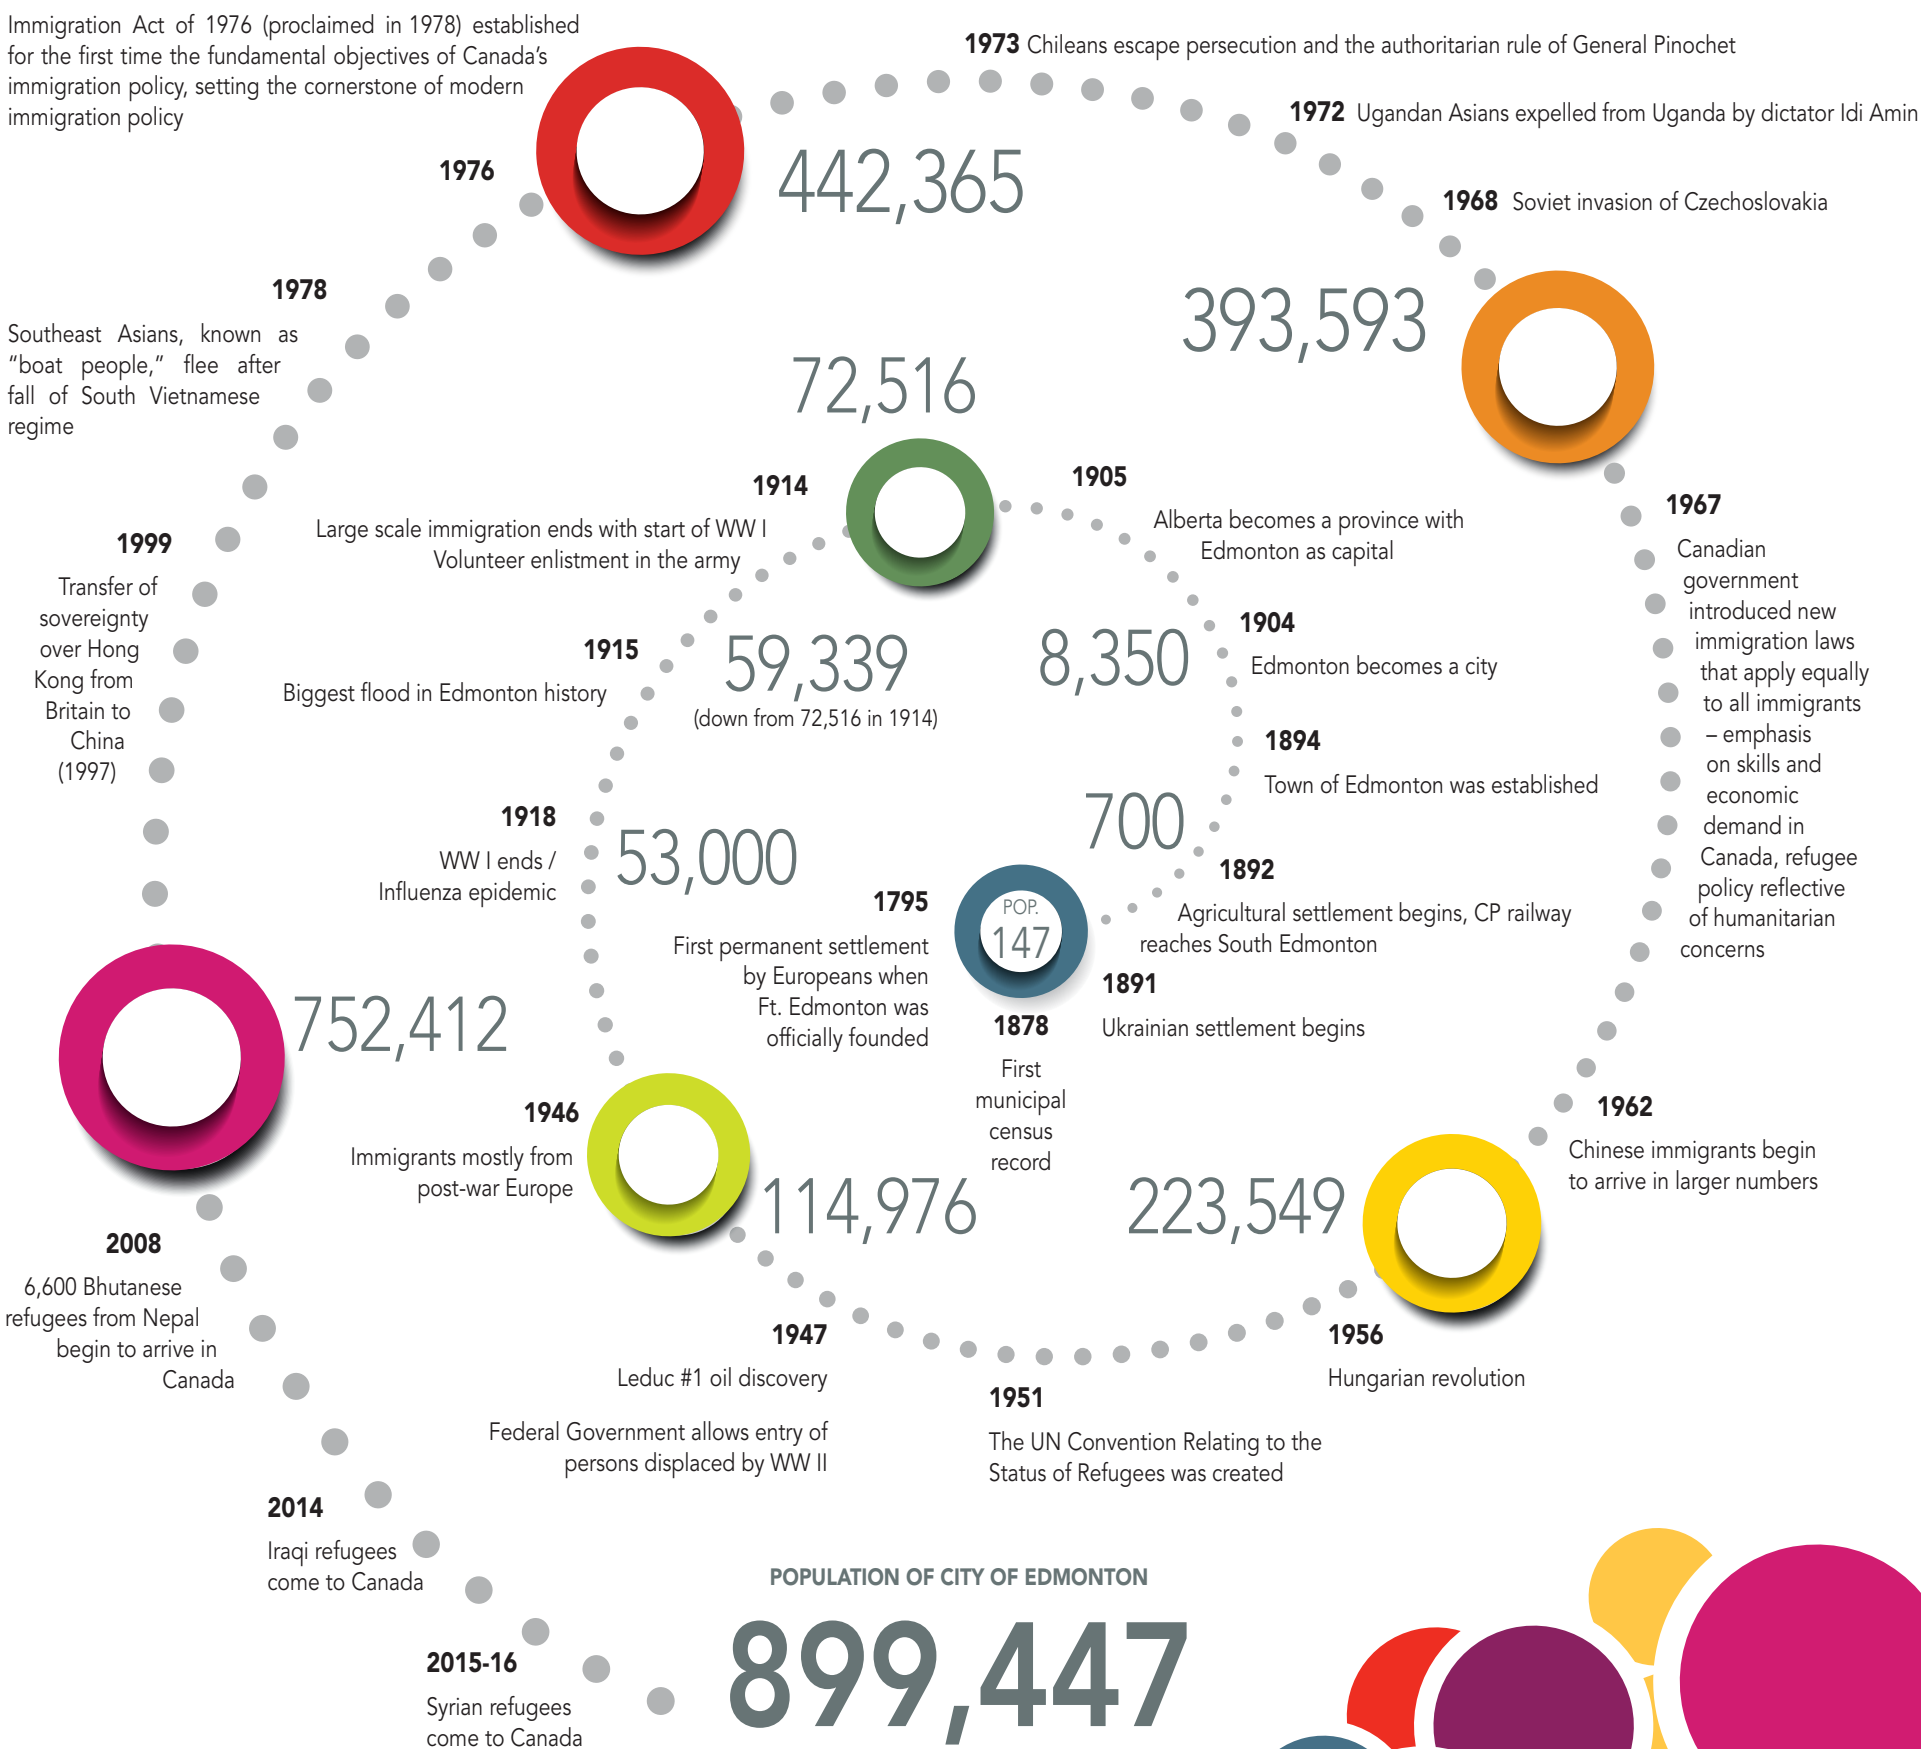 Immigration Act of 1976 (proclaimed in 1978) established
for the first time the fundamental objectives of Canada's
immigration policy, setting the cornerstone of modern
immigration policy
1976
442,365
1973 Chileans escape persecution and the authoritarian rule of General Pinochet
1972 Ugandan Asians expelled from Uganda by dictator Idi Amin
1968 Soviet invasion of Czechoslovakia
393,593
1978
Southeast Asians, known as
“boat people,” flee after
fall of South Vietnamese
regime
72,516
1914
Large scale immigration ends with start of WW I
Volunteer enlistment in the army
1905
Alberta becomes a province with
Edmonton as capital
1967
Canadian
government
introduced new
immigration laws
that apply equally
to all immigrants
– emphasis
on skills and
economic
demand in
Canada, refugee
policy reflective
of humanitarian
concerns
1999
Transfer of
sovereignty
over Hong
Kong from
Britain to
China
(1997)
1915
Biggest flood in Edmonton history
59,339
(down from 72,516 in 1914)
8,350
1904
Edmonton becomes a city
1894
Town of Edmonton was established
700
1918
WW I ends /
Influenza epidemic
53,000
1892
Agricultural settlement begins, CP railway
reaches South Edmonton
1795
First permanent settlement
by Europeans when
Ft. Edmonton was
officially founded
POP.
147
1878
First
municipal
census
record
1891
Ukrainian settlement begins
752,412
1946
Immigrants mostly from
post-war Europe
114,976
223,549
1962
Chinese immigrants begin
to arrive in larger numbers
2008
6,600 Bhutanese
refugees from Nepal
begin to arrive in
Canada
1947
Leduc #1 oil discovery
Federal Government allows entry of
persons displaced by WW II
1951
The UN Convention Relating to the
Status of Refugees was created
1956
Hungarian revolution
2014
Iraqi refugees
come to Canada
2015-16
Syrian refugees
come to Canada
POPULATION OF CITY OF EDMONTON
899,447